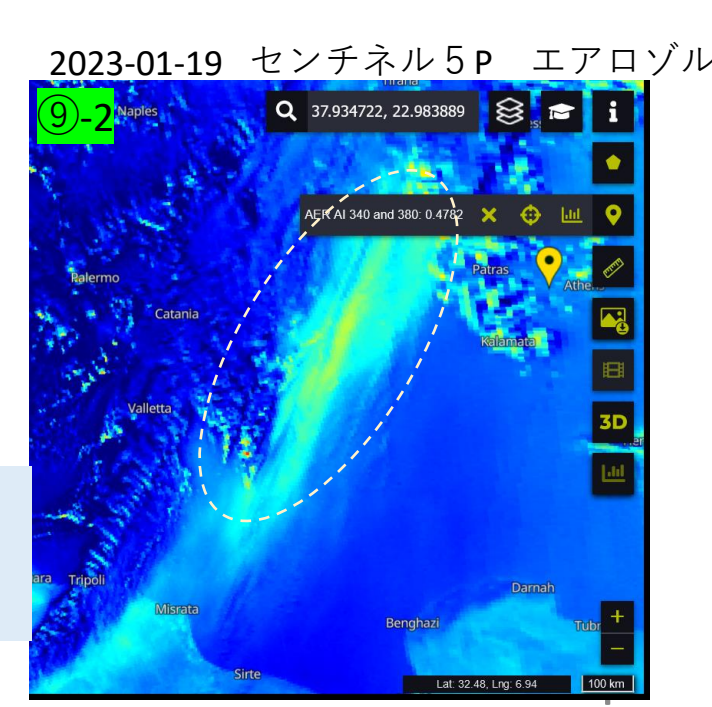 2023-01-19 センチネル５P エアロゾル
⑨-2
Naples
Tirana
37.934722, 22.983889
i
AER AI 340 and 380: 0.4782
Palermo
Patras
Catania
Kalamata
Valletta
3D
Tripoli
Misrata
Darnah
Benghazi
Sirte
+
−
Lat: 32.48, Lng: 6.94
100 km